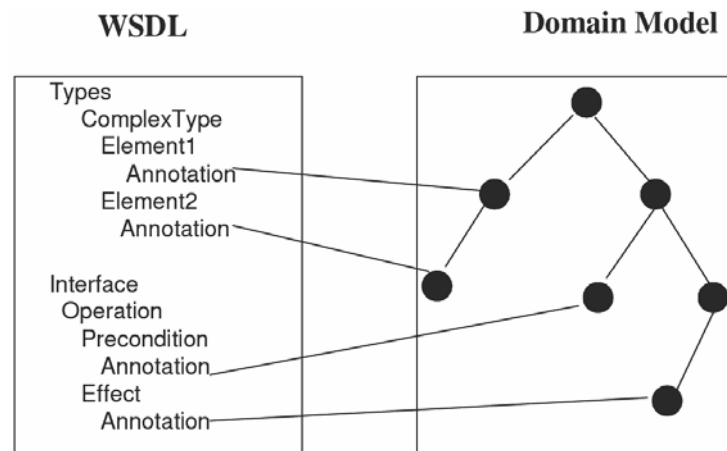 WSDL
Domain Model
Types
ComplexType
Element1
Annotation
Element2
Annotation
Interface
Operation
Precondition
Annotation
Effect
Annotation